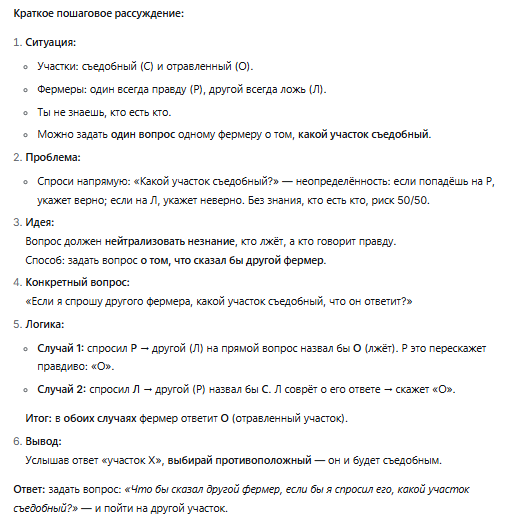 Краткое пошаговое рассуждение:
1. Ситуация:
○ Участки: съедобный (С) и отравленный (О).
○ Фермеры: один всегда правду (Р), другой всегда ложь (Л).
○ Ты не знаешь, кто есть кто.
○ Можно задать один вопрос одному фермеру о том, какой участок съедобный.
2. Проблема:
○ Спроси напрямую: «Какой участок съедобный?» — неопределённость: если попадёшь на Р,
укажет верно; если на Л, укажет неверно. Без знания, кто есть кто, риск 50/50.
3. Идея:
Вопрос должен нейтрализовать незнание, кто лжёт, а кто говорит правду.
Способ: задать вопрос о том, что сказал бы другой фермер.
4. Конкретный вопрос:
«Если я спрошу другого фермера, какой участок съедобный, что он ответит?»
5. Логика:
○ Случай 1: спросил Р → другой (Л) на прямой вопрос назвал бы О (лжёт). Р это перескажет
правдиво: «О».
○ Случай 2: спросил Л → другой (Р) назвал бы С. Л соврёт о его ответе → скажет «О».
Итог: в обоих случаях фермер ответит О (отравленный участок).
6. Вывод:
Услышав ответ «участок X», выбирай противоположный — он и будет съедобным.
Ответ: задать вопрос: «Что бы сказал другой фермер, если бы я спросил его, какой участок
съедобный?» — и пойти на другой участок.